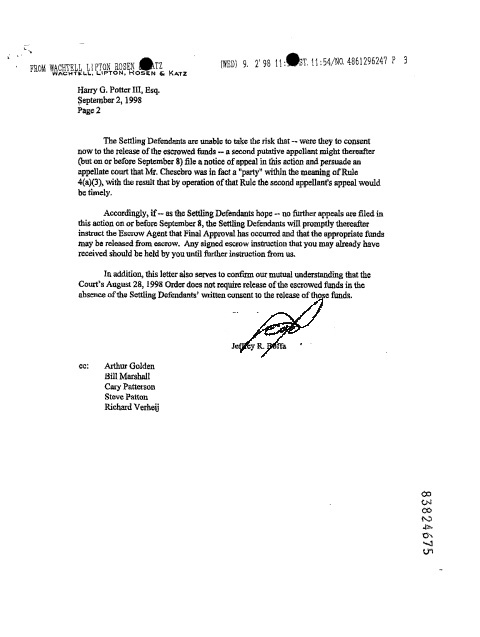 FROM WACHTELL LIPTON ROSEN & KATZ
(WED) 9. 2'98 11: ST. 11:54/NO. 4861296247 P 3
WACHTELL, LIPTON, ROSEN & KATZ
Harry G. Potter III, Esq.
September 2, 1998
Page 2
The Settling Defendants are unable to take the risk that -- were they to consent
now to the release of the escrowed funds -- a second putative appellant might thereafter
(but on or before September 8) file a notice of appeal in this action and persuade an
appellate court that Mr. Chesebro was in fact a "party" within the meaning of Rule
4(a)(3), with the result that by operation of that Rule the second appellant's appeal would
be timely.
Accordingly, if -- as the Settling Defendants hope -- no further appeals are filed in
this action on or before September 8, the Settling Defendants will promptly thereafter
instruct the Escrow Agent that Final Approval has occurred and that the appropriate funds
may be released from escrow. Any signed escrow instruction that you may already have
received should be held by you until further instruction from us.
In addition, this letter also serves to confirm our mutual understanding that the
Court's August 28, 1998 Order does not require release of the escrowed funds in the
absence of the Settling Defendants' written consent to the release of those funds.
Jeffrey R. Boffa
cc: Arthur Golden
Bill Marshall
Cary Patterson
Steve Patton
Richard Verheij
83824675